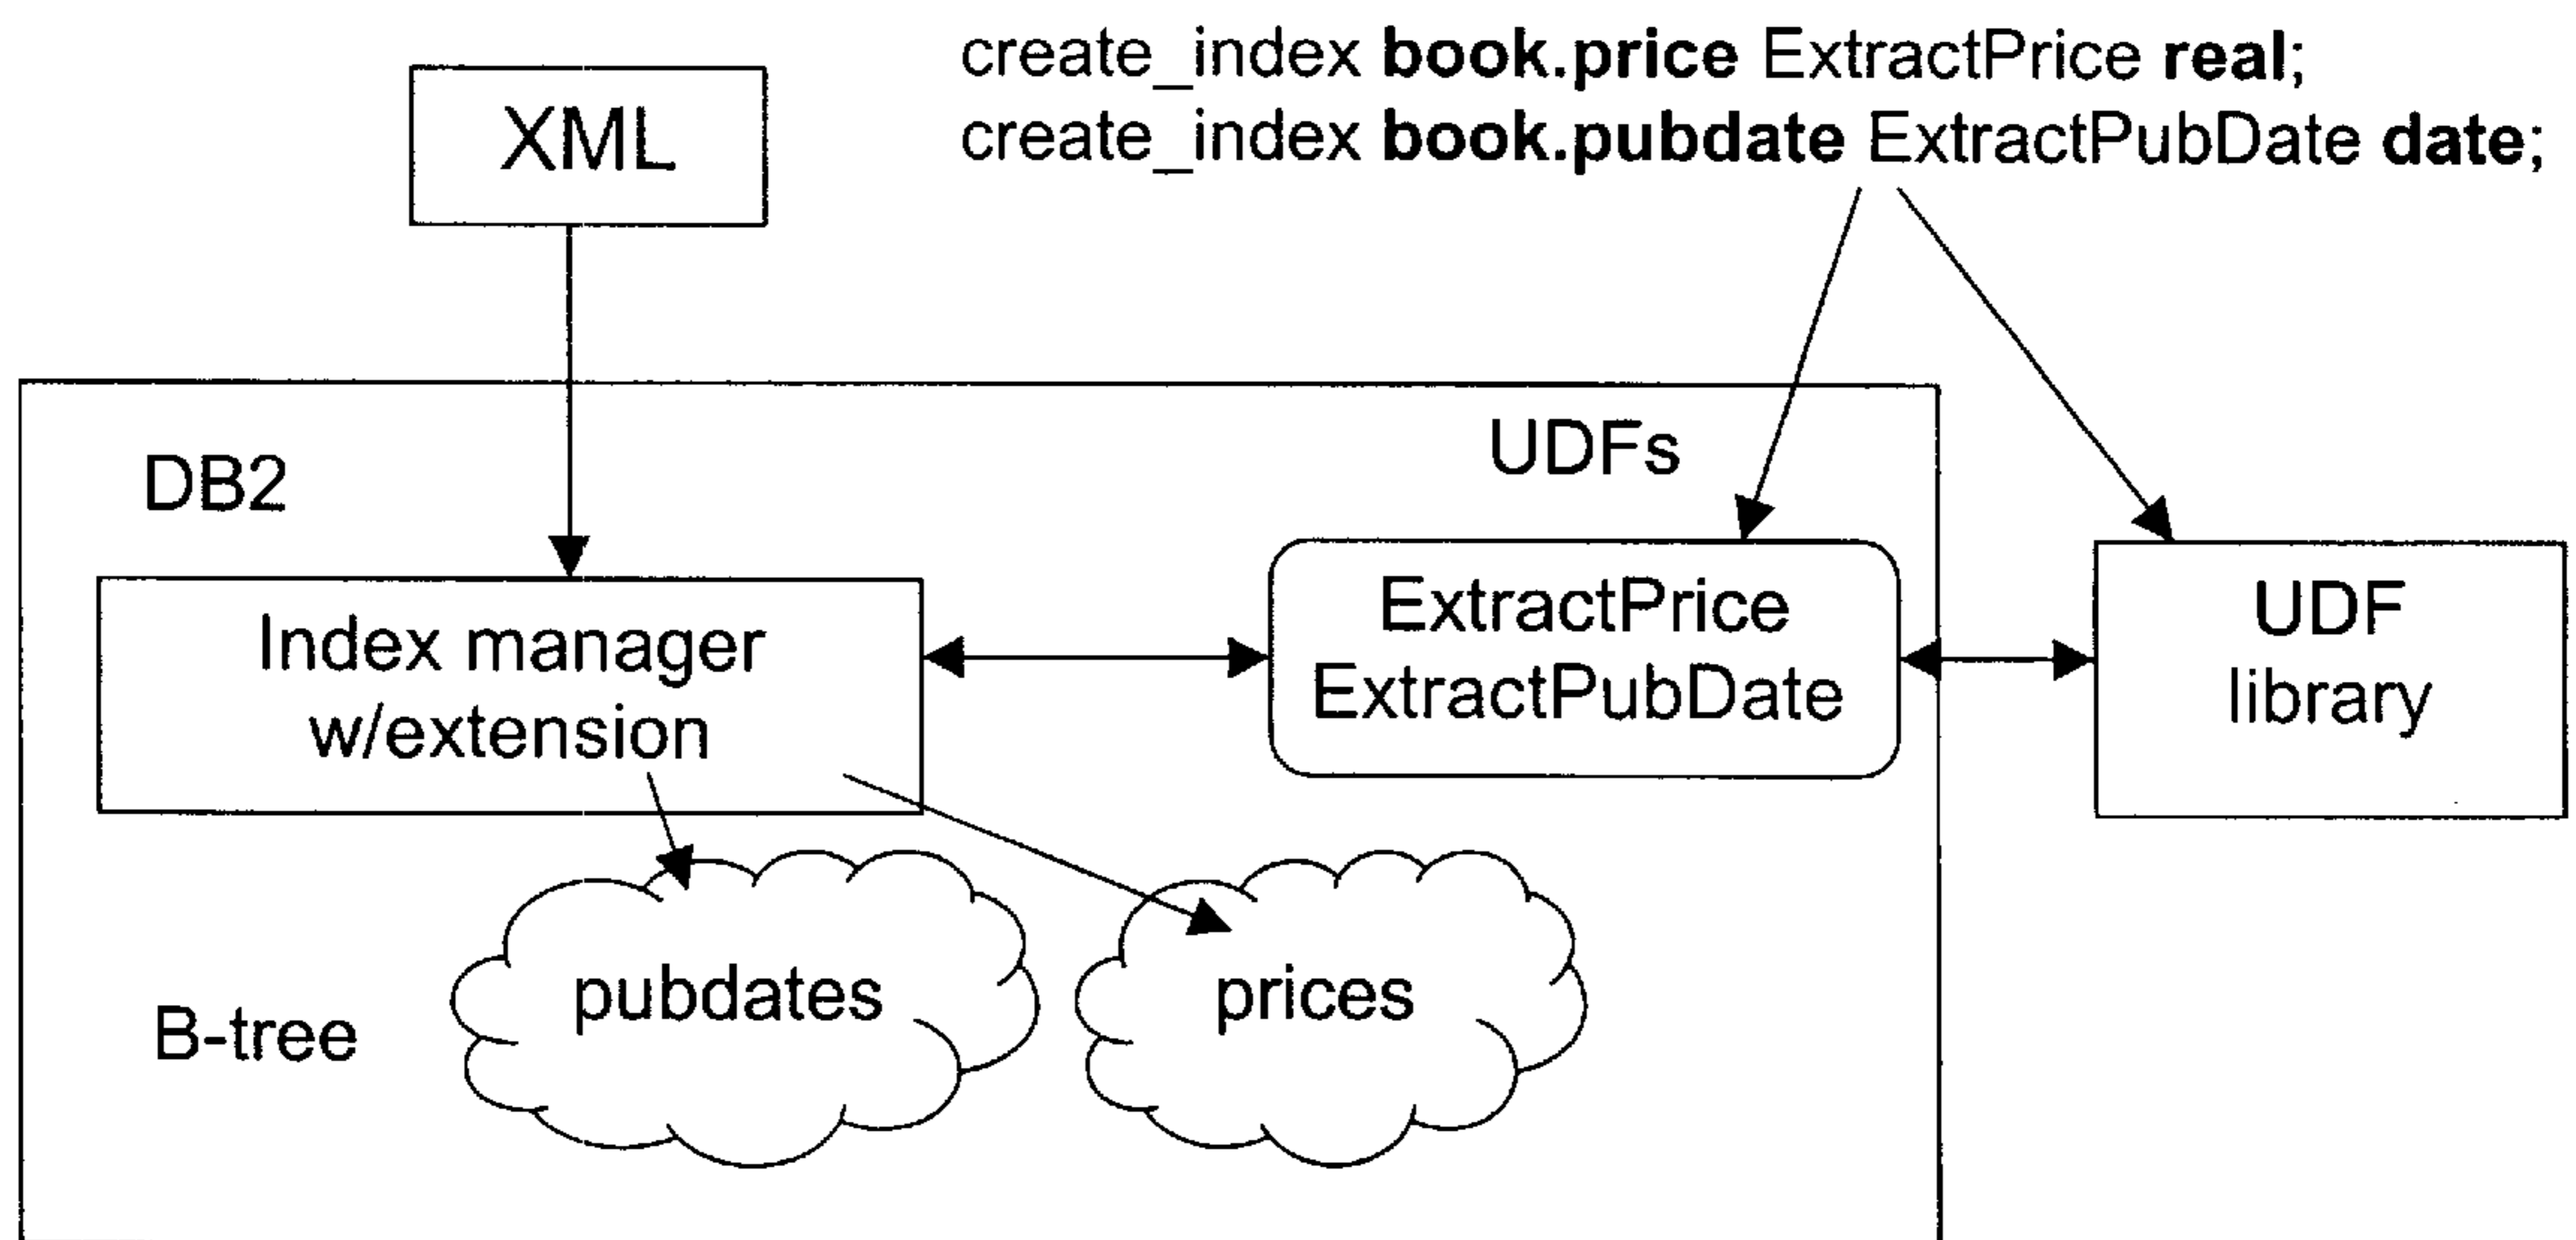 create_index book.price ExtractPrice real;
create_index book.pubdate ExtractPubDate date;
XML
DB2
UDFs
Index manager
w/extension
ExtractPrice
ExtractPubDate
UDF
library
B-tree
pubdates
prices